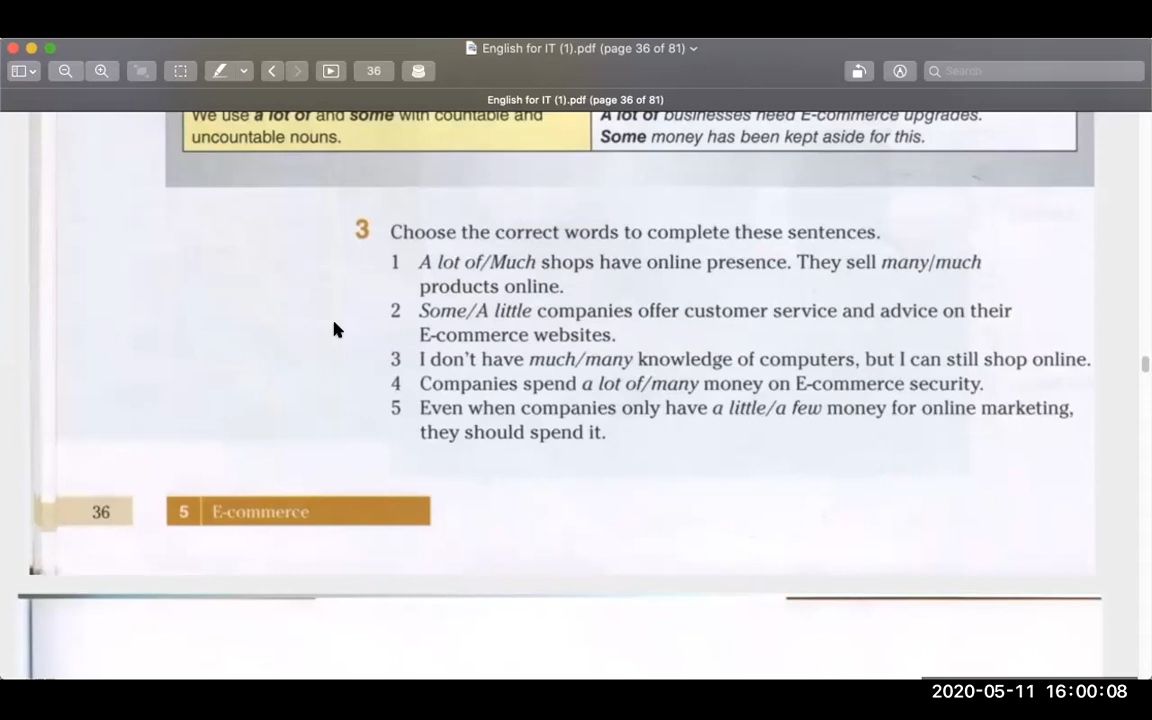 English for IT (1).pdf (page 36 of 81)
36
Search
English for IT (1).pdf (page 36 of 81)
We use a lot of and some with countable and
uncountable nouns.
A lot of businesses need E-commerce upgrades.
Some money has been kept aside for this.
3 Choose the correct words to complete these sentences.
1 A lot of/Much shops have online presence. They sell many/much
products online.
2 Some/A little companies offer customer service and advice on their
E-commerce websites.
3 I don't have much/many knowledge of computers, but I can still shop online.
4 Companies spend a lot of/many money on E-commerce security.
5 Even when companies only have a little/a few money for online marketing,
they should spend it.
36
5 E-commerce
2020-05-11 16:00:08